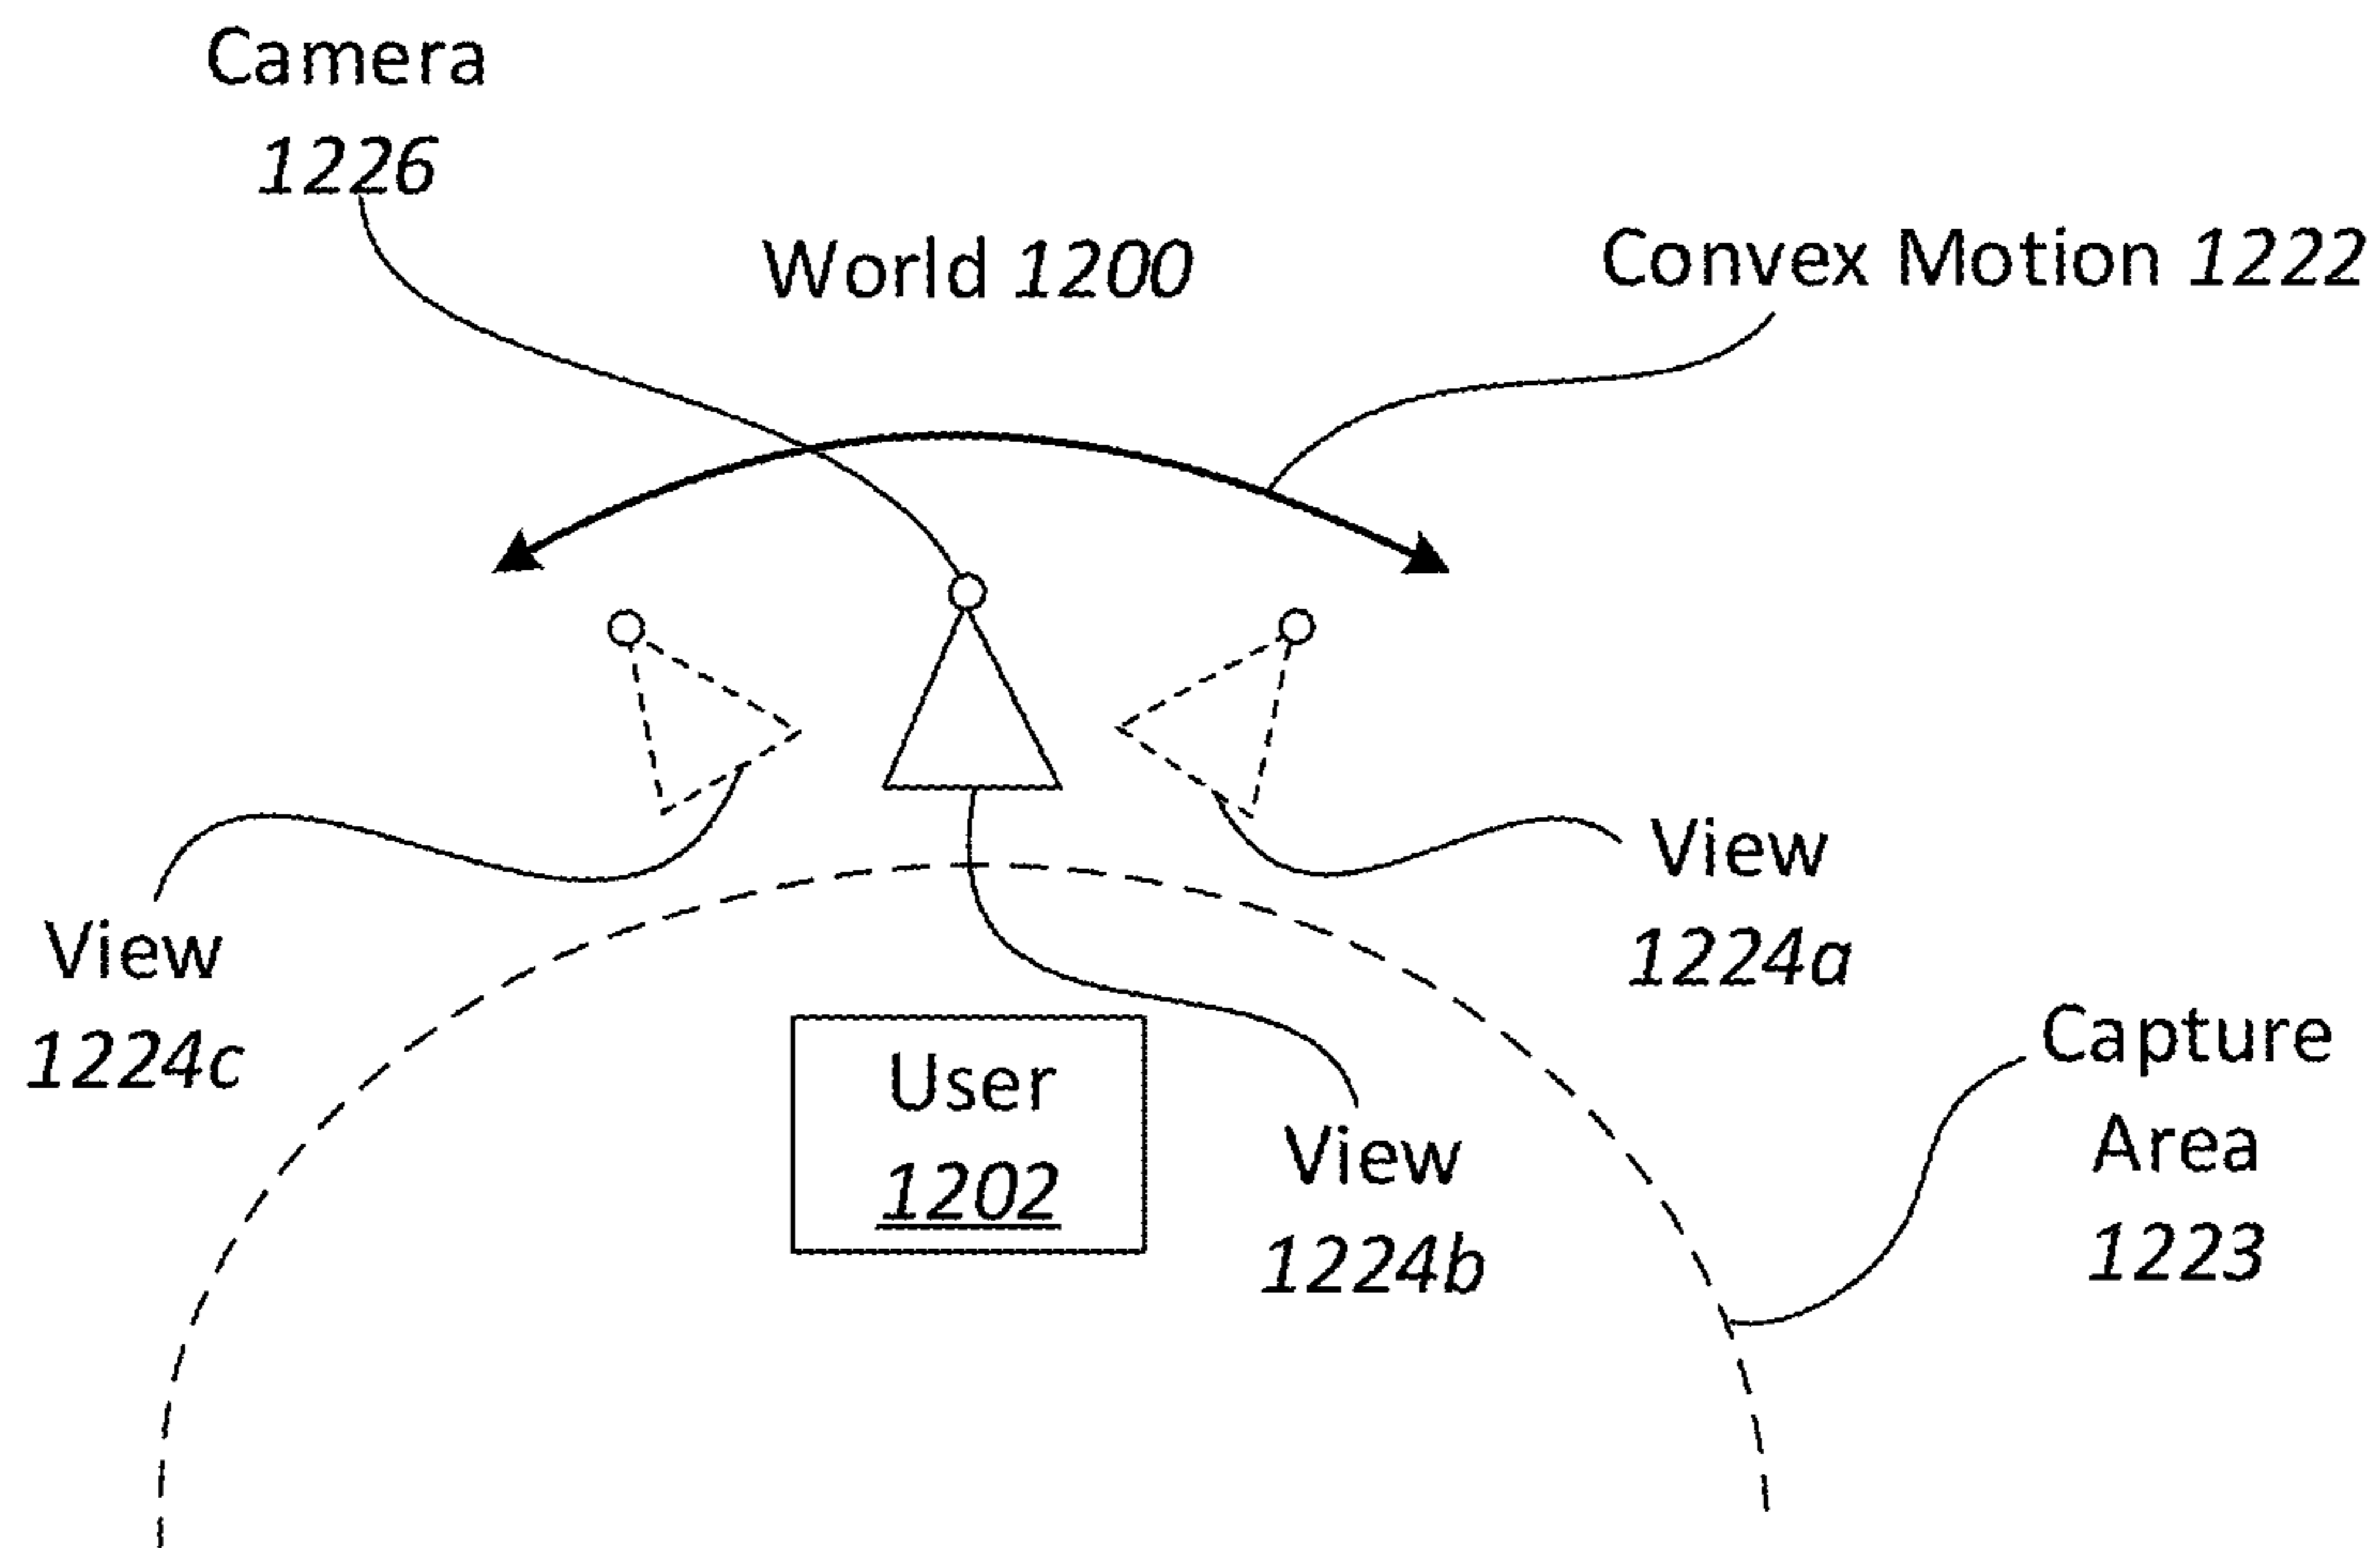 Camera
1226
World 1200
Convex Motion 1222
View
1224a
View
1224c
Capture
Area
1223
User
1202
View
1224b